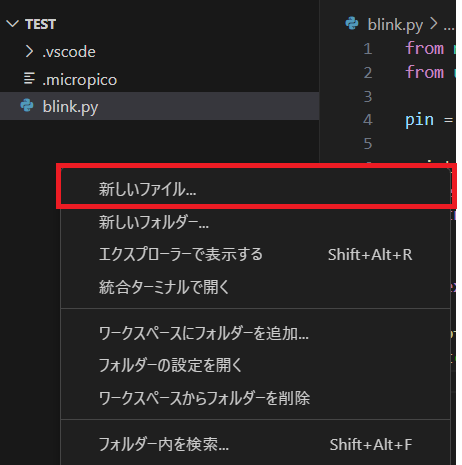 TEST
.vscode
.micropico
blink.py
blink.py > ...
1 from
2 from
3
4 pin =
5
新しいファイル...
新しいフォルダー...
エクスプローラーで表示する Shift+Alt+R
統合ターミナルで開く
ワークスペースにフォルダーを追加...
フォルダーの設定を開く
ワークスペースからフォルダーを削除
フォルダー内を検索... Shift+Alt+F